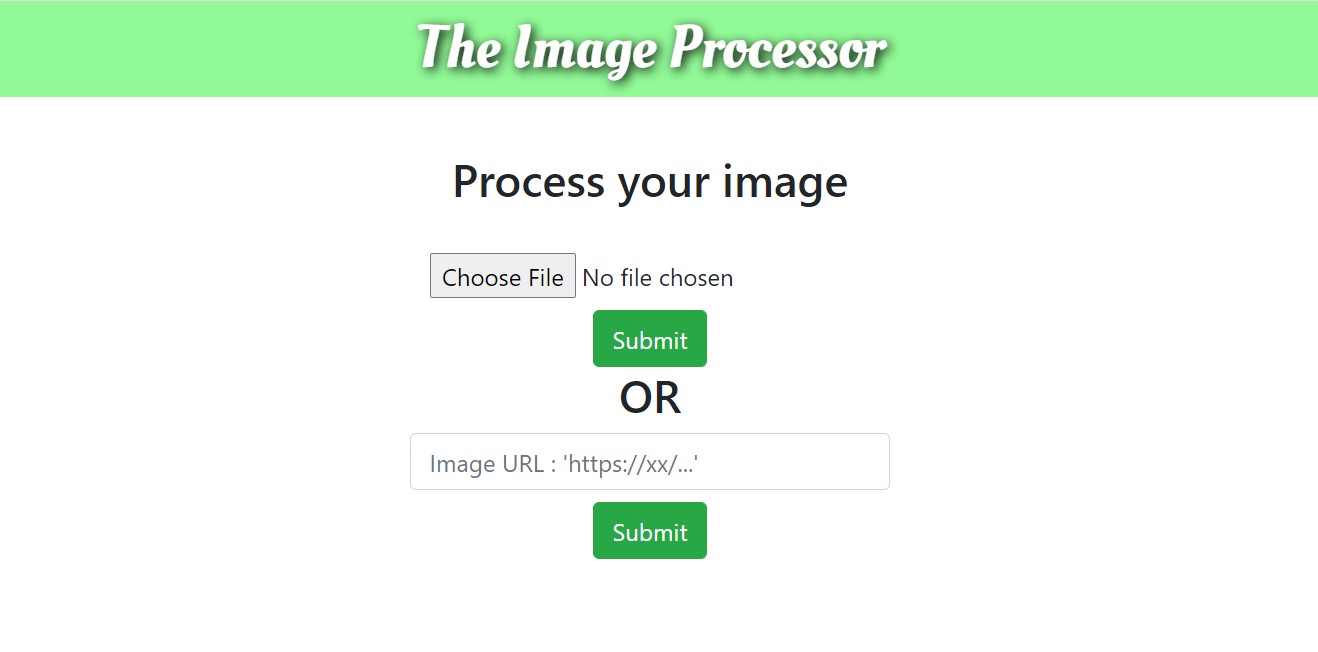 The Image Processor
Process your image
Choose File No file chosen
Submit
OR
Image URL : 'https://xx/...'
Submit